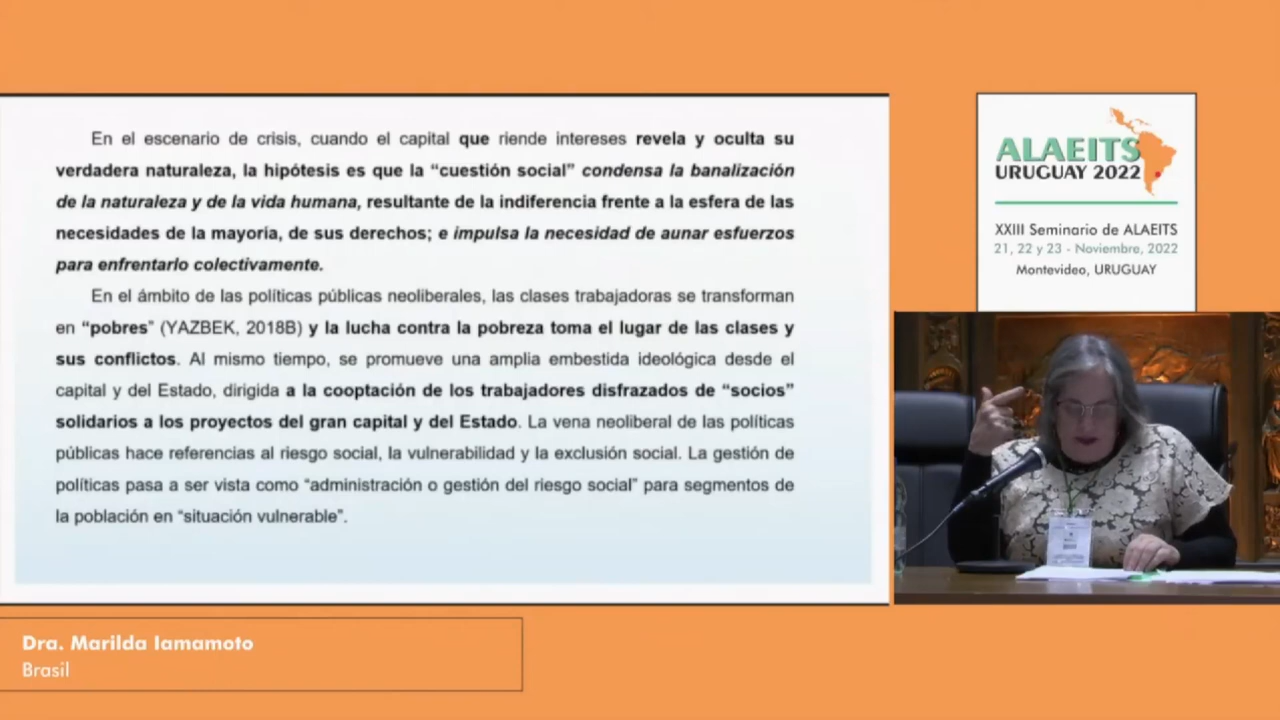 En el escenario de crisis, cuando el capital que riende intereses revela y oculta su
verdadera naturaleza, la hipótesis es que la “cuestión social” condensa la banalización
de la naturaleza y de la vida humana, resultante de la indiferencia frente a la esfera de las
necesidades de la mayoría, de sus derechos; e impulsa la necesidad de aunar esfuerzos
para enfrentarlo colectivamente.
En el ámbito de las políticas públicas neoliberales, las clases trabajadoras se transforman
en “pobres” (YAZBEK, 2018B) y la lucha contra la pobreza toma el lugar de las clases y
sus conflictos. Al mismo tiempo, se promueve una amplia embestida ideológica desde el
capital y del Estado, dirigida a la cooptación de los trabajadores disfrazados de “socios”
solidarios a los proyectos del gran capital y del Estado. La vena neoliberal de las políticas
públicas hace referencias al riesgo social, la vulnerabilidad y la exclusión social. La gestión de
políticas pasa a ser vista como “administración o gestión del riesgo social” para segmentos de
la población en “situación vulnerable”.
ALAEITS
URUGUAY 2022
XXIII Seminario de ALAEITS
21, 22 y 23 - Noviembre, 2022
Montevideo, URUGUAY
Dra. Marilda Iamamoto
Brasil